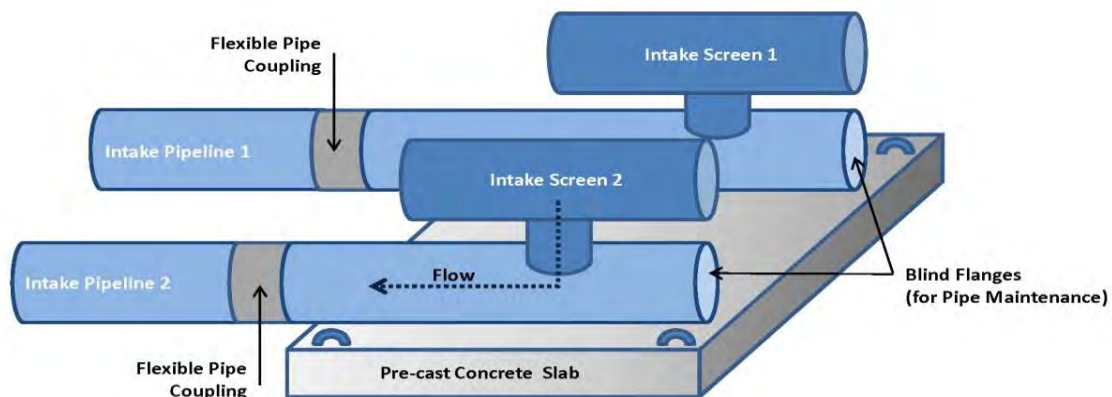 Flexible Pipe
Coupling
Intake Screen 1
Intake Pipeline 1
Intake Screen 2
Intake Pipeline 2
Flow
Blind Flanges
(for Pipe Maintenance)
Flexible Pipe
Coupling
Pre-cast Concrete Slab